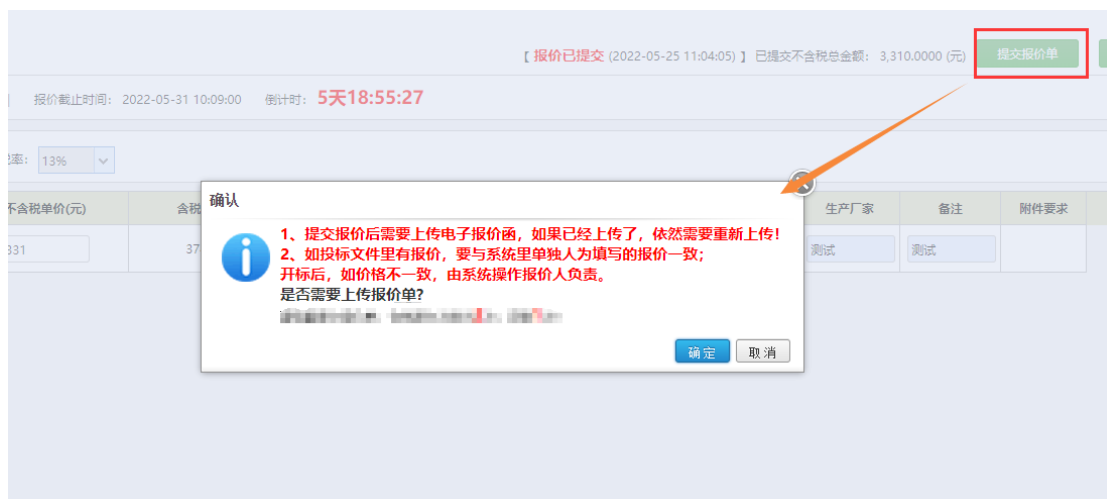 【 报价已提交 (2022-05-25 11:04:05) 】 已提交不含税总金额: 3,310.0000 (元) 提交报价单
报价截止时间: 2022-05-31 10:09:00 倒计时: 5天18:55:27
税率: 13%
不含税单价(元) 含税 生产厂家 备注 附件要求
331 37 测试 测试
确认
1、提交报价后需要上传电子报价函，如果已经上传了，依然需要重新上传!
2、如投标文件里有报价，要与系统里单独人为填写的报价一致;
开标后，如价格不一致，由系统操作报价人负责。
是否需要上传报价单?
确定 取消